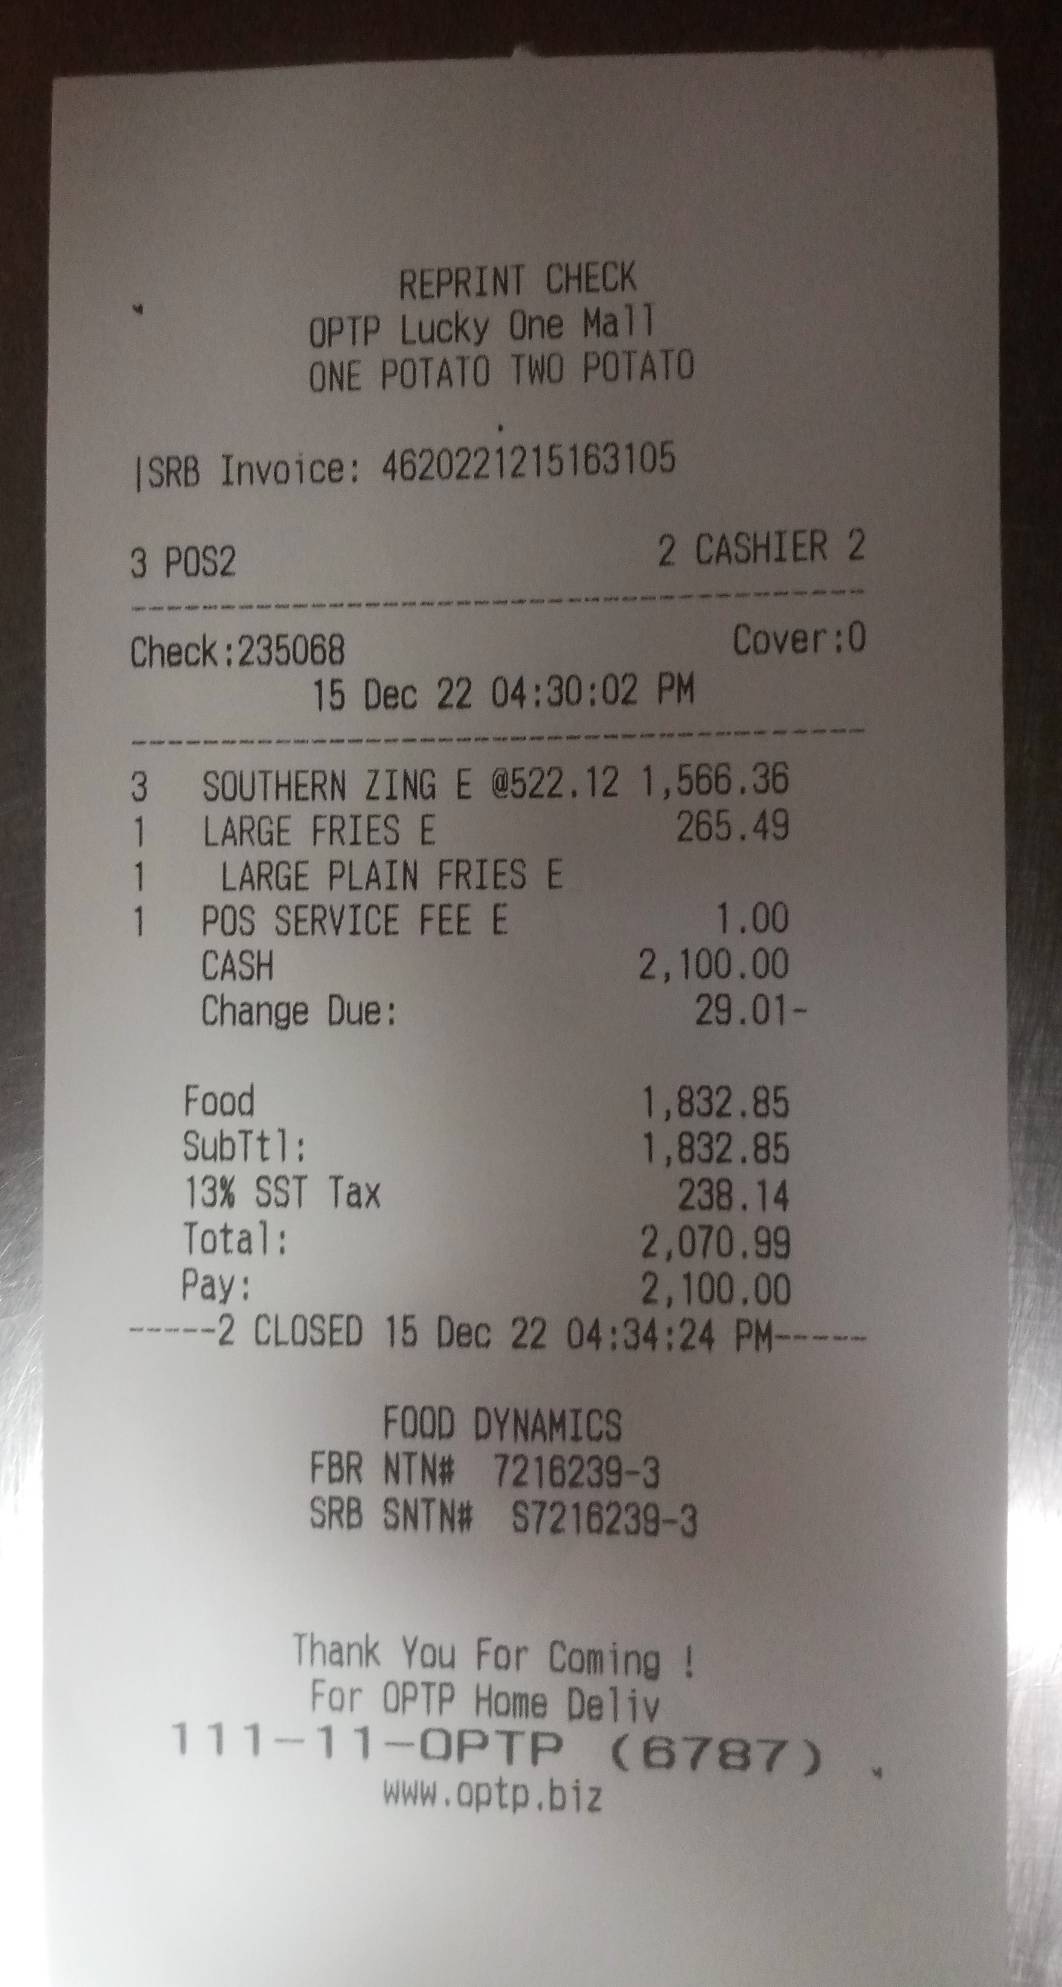 REPRINT CHECK
OPTP Lucky One Mall
ONE POTATO TWO POTATO
|SRB Invoice: 4620221215163105
3 POS2 2 CASHIER 2
--------------------------------
Check:235068 Cover:0
15 Dec 22 04:30:02 PM
--------------------------------
3 SOUTHERN ZING E @522.12 1,566.36
1 LARGE FRIES E 265.49
1 LARGE PLAIN FRIES E
1 POS SERVICE FEE E 1.00
CASH 2,100.00
Change Due: 29.01-
Food 1,832.85
SubTtl: 1,832.85
13% SST Tax 238.14
Total: 2,070.99
Pay: 2,100.00
-----2 CLOSED 15 Dec 22 04:34:24 PM-----
FOOD DYNAMICS
FBR NTN# 7216239-3
SRB SNTN# S7216239-3
Thank You For Coming !
For OPTP Home Deliv
111-11-OPTP (6787)
www.optp.biz